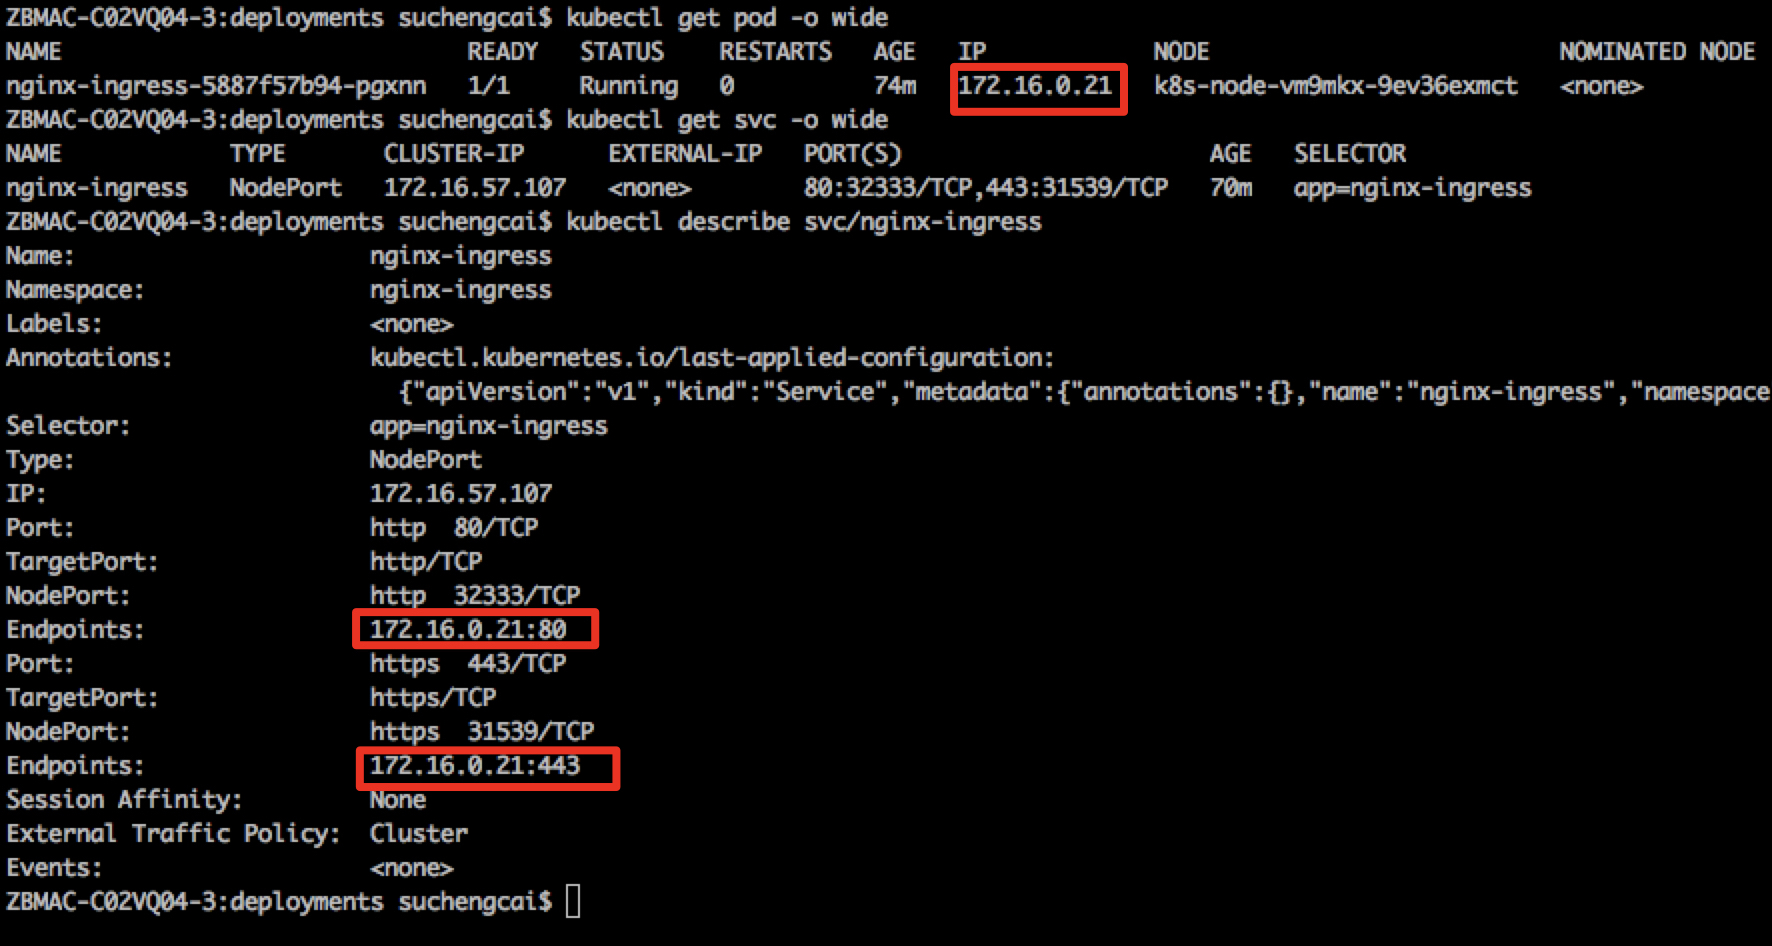 ZBMAC-C02VQ04-3:deployments suchengcai$ kubectl get pod -o wide
NAME READY STATUS RESTARTS AGE IP NODE NOMINATED NODE
nginx-ingress-5887f57b94-pgxnn 1/1 Running 0 74m 172.16.0.21 k8s-node-vm9mkx-9ev36exmct <none>
ZBMAC-C02VQ04-3:deployments suchengcai$ kubectl get svc -o wide
NAME TYPE CLUSTER-IP EXTERNAL-IP PORT(S) AGE SELECTOR
nginx-ingress NodePort 172.16.57.107 <none> 80:32333/TCP,443:31539/TCP 70m app=nginx-ingress
ZBMAC-C02VQ04-3:deployments suchengcai$ kubectl describe svc/nginx-ingress
Name: nginx-ingress
Namespace: nginx-ingress
Labels: <none>
Annotations: kubectl.kubernetes.io/last-applied-configuration:
{"apiVersion":"v1","kind":"Service","metadata":{"annotations":{},"name":"nginx-ingress","namespace
Selector: app=nginx-ingress
Type: NodePort
IP: 172.16.57.107
Port: http 80/TCP
TargetPort: http/TCP
NodePort: http 32333/TCP
Endpoints: 172.16.0.21:80
Port: https 443/TCP
TargetPort: https/TCP
NodePort: https 31539/TCP
Endpoints: 172.16.0.21:443
Session Affinity: None
External Traffic Policy: Cluster
Events: <none>
ZBMAC-C02VQ04-3:deployments suchengcai$